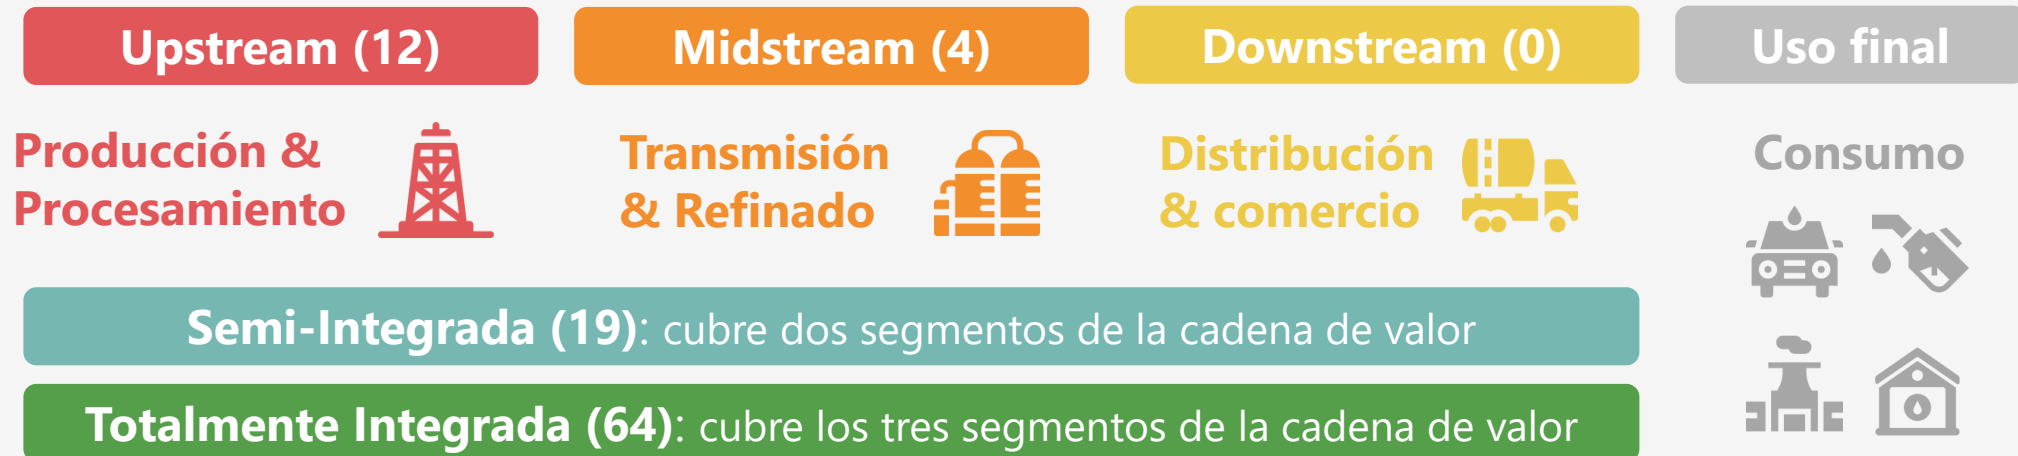 Upstream (12)
Midstream (4)
Downstream (0)
Uso final
Producción &
Procesamiento
Transmisión
& Refinado
Distribución
& comercio
Consumo
Semi-Integrada (19): cubre dos segmentos de la cadena de valor
Totalmente Integrada (64): cubre los tres segmentos de la cadena de valor